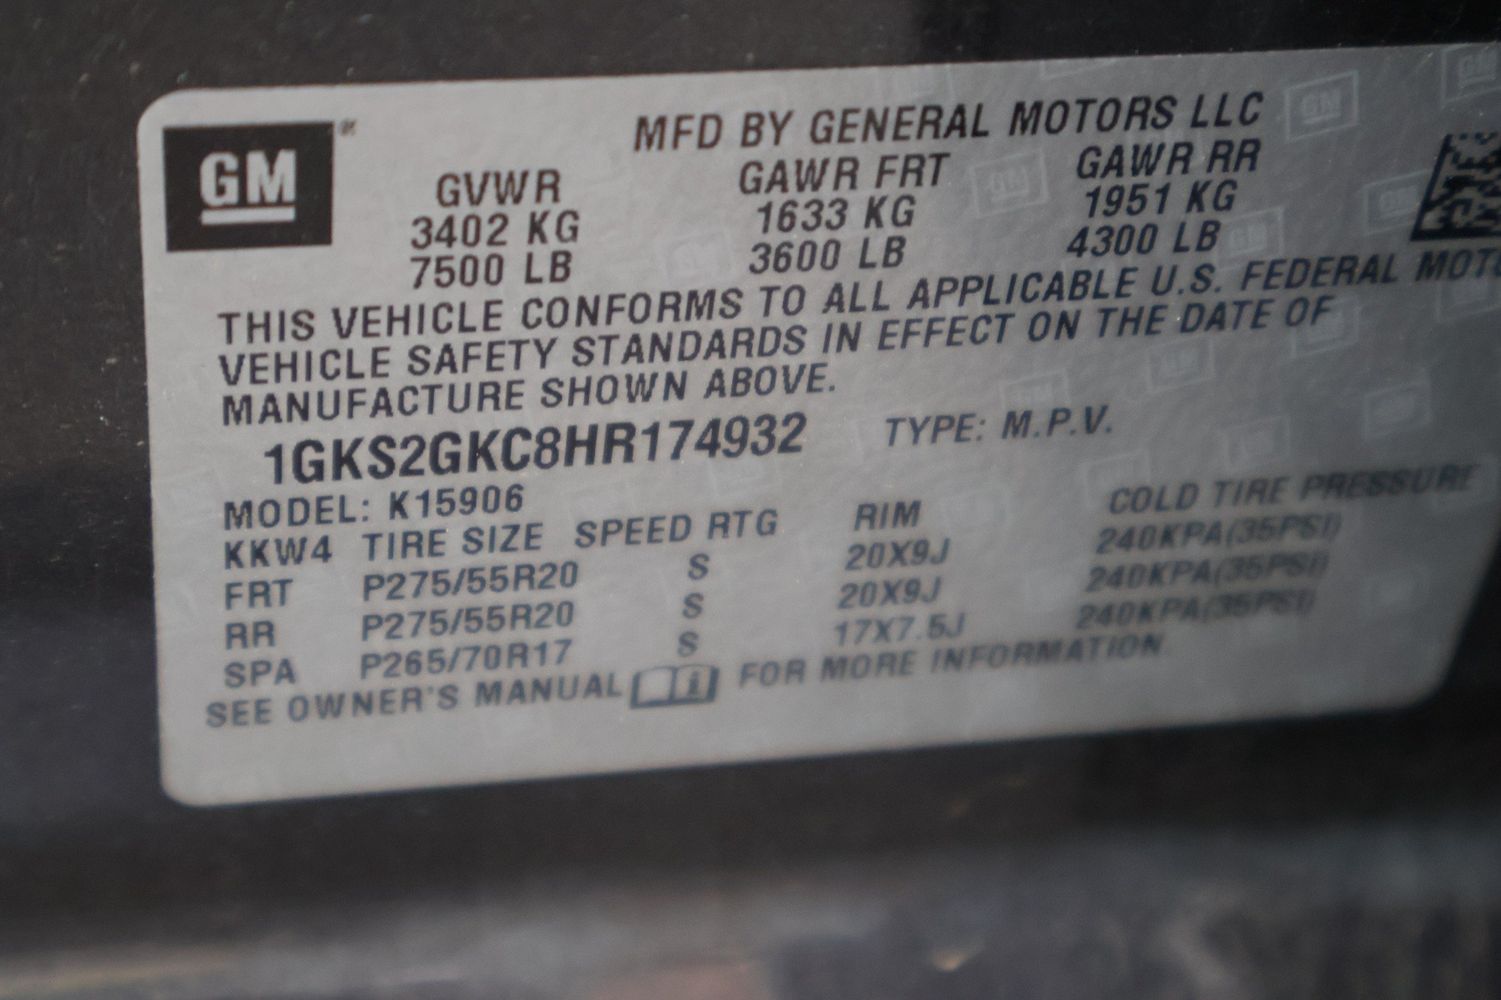 GM
MFD BY GENERAL MOTORS LLC
GVWR GAWR FRT GAWR RR
3402 KG 1633 KG 1951 KG
7500 LB 3600 LB 4300 LB
THIS VEHICLE CONFORMS TO ALL APPLICABLE U.S. FEDERAL
VEHICLE SAFETY STANDARDS IN EFFECT ON THE DATE OF
MANUFACTURE SHOWN ABOVE.
1GKS2GKC8HR174932 TYPE: M.P.V.
MODEL: K15906
KKW4 TIRE SIZE SPEED RTG RIM COLD TIRE PRESSURE
FRT P275/55R20 S 20X9J 240KPA(35PSI)
RR P275/55R20 S 20X9J 240KPA(35PSI)
SPA P265/70R17 S 17X7.5J 240KPA(35PSI)
SEE OWNER'S MANUAL FOR MORE INFORMATION.